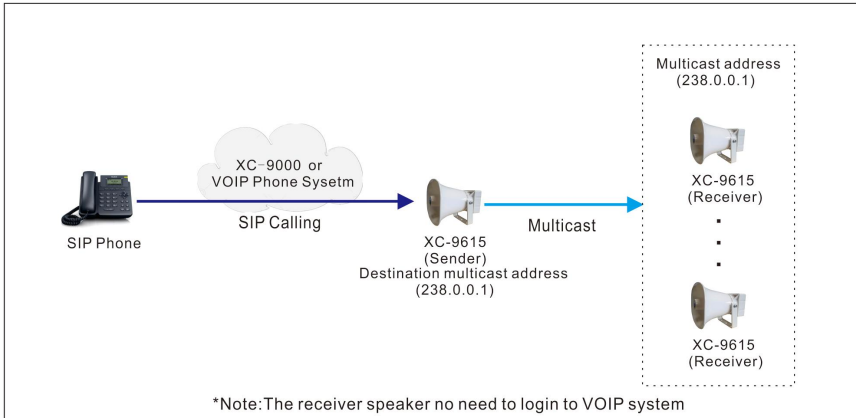 XC-9000 or
VOIP Phone Sysetm
SIP Phone
SIP Calling
XC-9615
(Sender)
Destination multicast address
(238.0.0.1)
Multicast
Multicast address
(238.0.0.1)
XC-9615
(Receiver)
XC-9615
(Receiver)
*Note:The receiver speaker no need to login to VOIP system